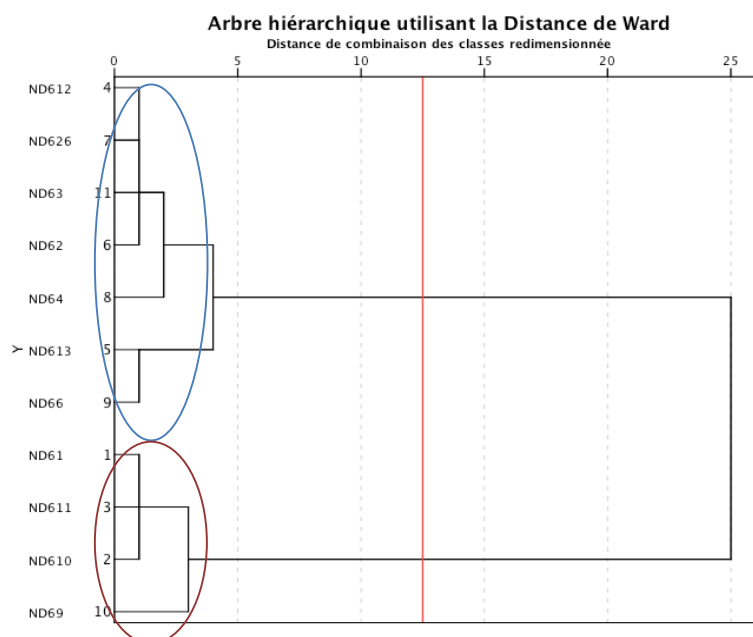 Arbre hiérarchique utilisant la Distance de Ward
Distance de combinaison des classes redimensionnée
0 5 10 15 20 25
ND612 4
ND626 7
ND63 11
ND62 6
ND64 8
Y
ND613 5
ND66 9
ND61 1
ND611 3
ND610 2
ND69 10